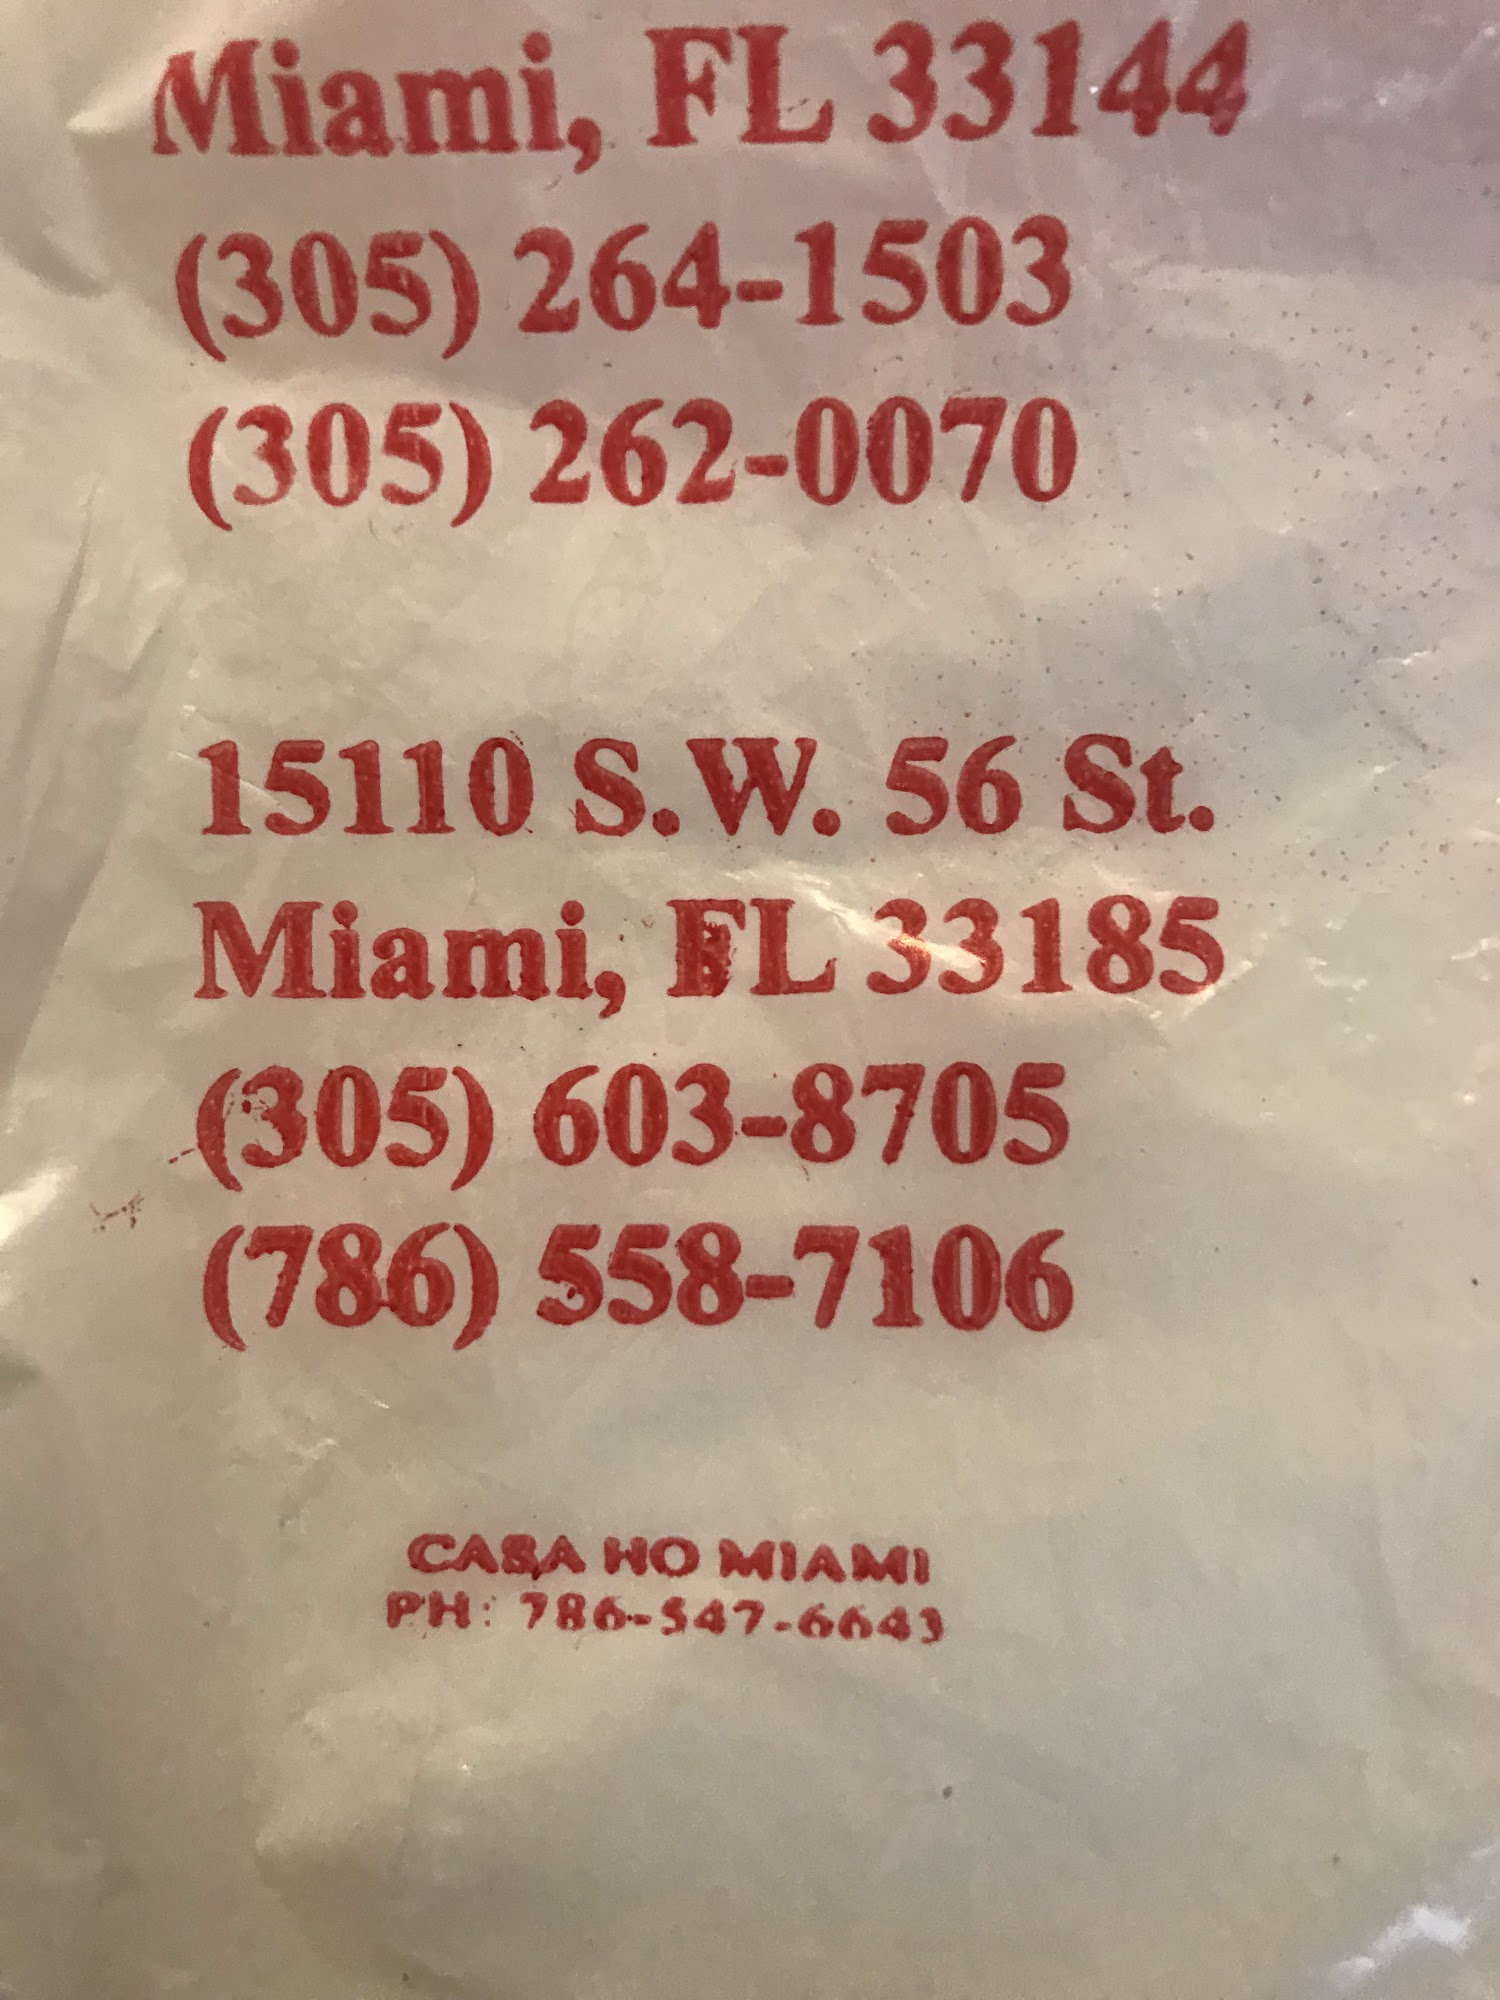 Miami, FL 33144
(305) 264-1503
(305) 262-0070
15110 S.W. 56 St.
Miami, FL 33185
(305) 603-8705
(786) 558-7106
CASA HO MIAMI
PH: 786-547-6643